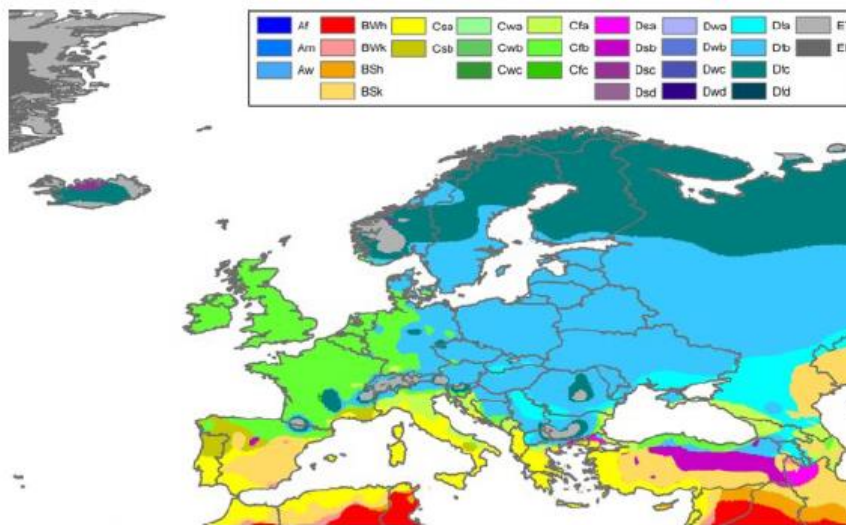 Af BWh Csa Cwa Cfa Dsa Dwa Dfa
Am BWk Csb Cwb Cfb Dsb Dwb Dfb
Aw BSh Cwc Cfc Dsc Dwc Dfc
BSk Dsd Dwd Dfd